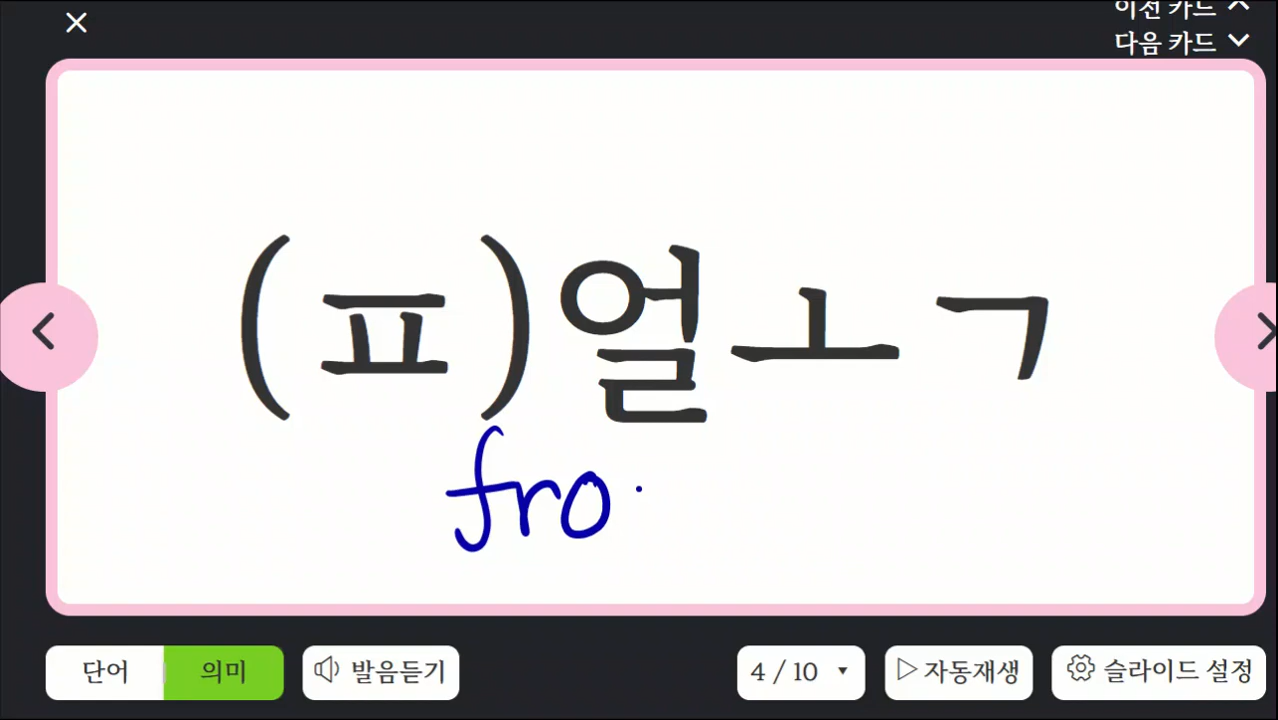 이전 카드
다음 카드
(ㅍ)얼ㅗㄱ
fro
단어 의미 발음듣기 4 / 10 자동재생 슬라이드 설정